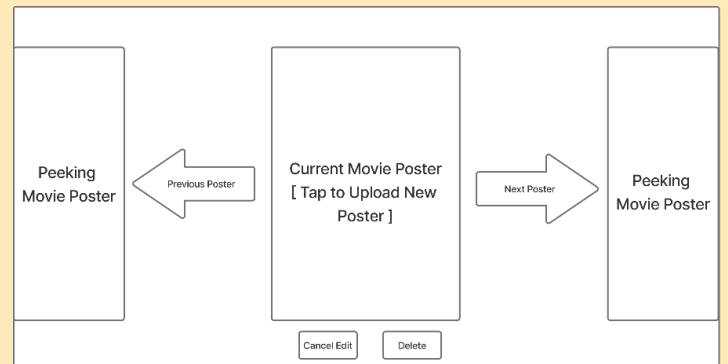 Peeking
Movie Poster
Previous Poster
Current Movie Poster
[ Tap to Upload New
Poster ]
Next Poster
Peeking
Movie Poster
Cancel Edit
Delete